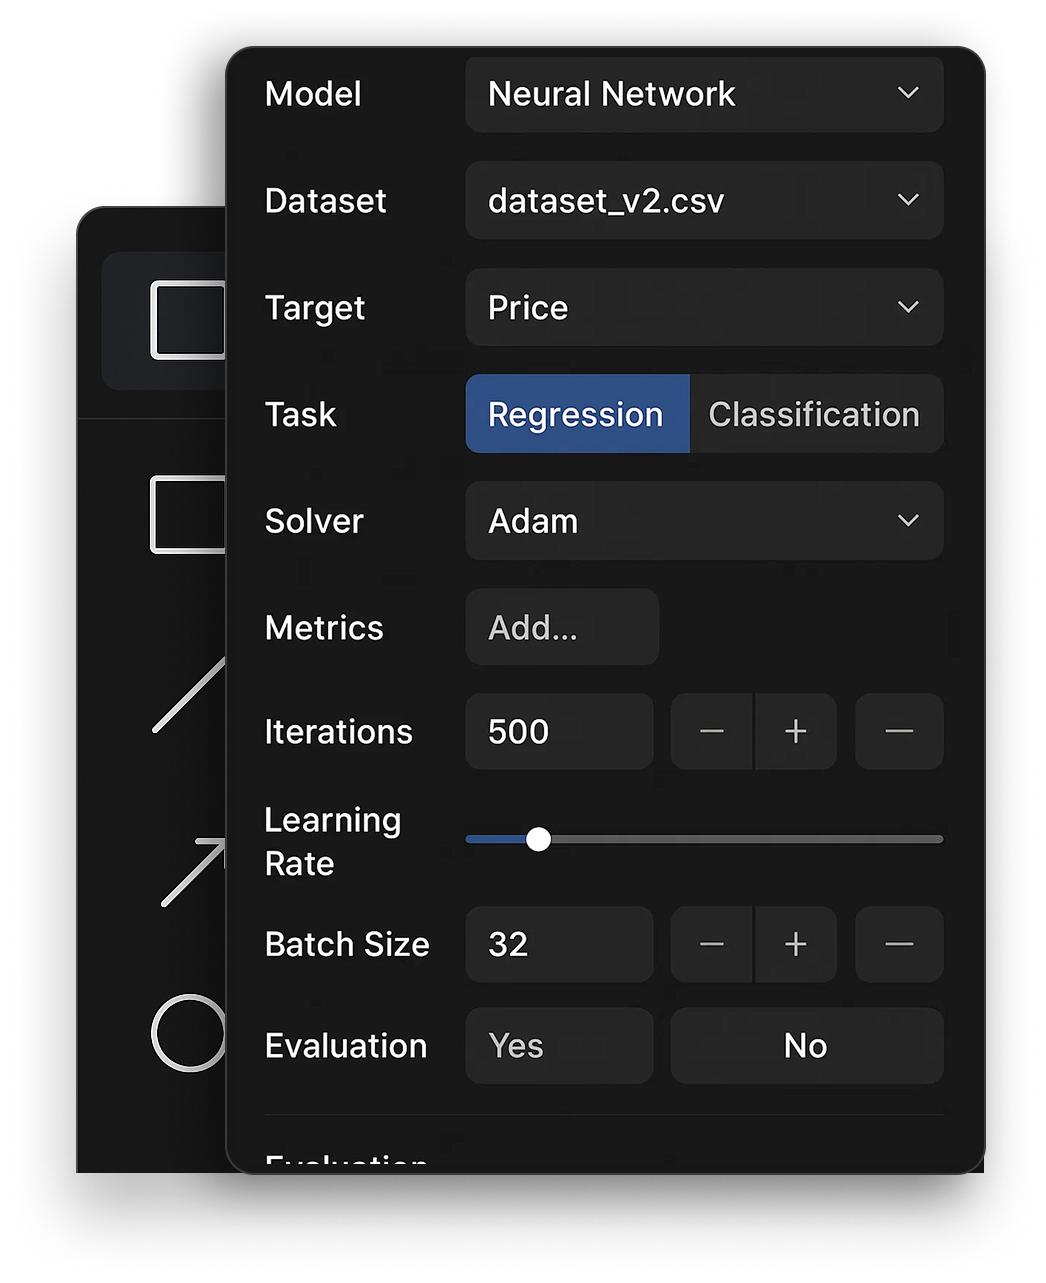 Model
Neural Network
Dataset
dataset_v2.csv
Target
Price
Task
Regression
Classification
Solver
Adam
Metrics
Add...
Iterations
500
Learning
Rate
Batch Size
32
Evaluation
Yes
No
Evaluation